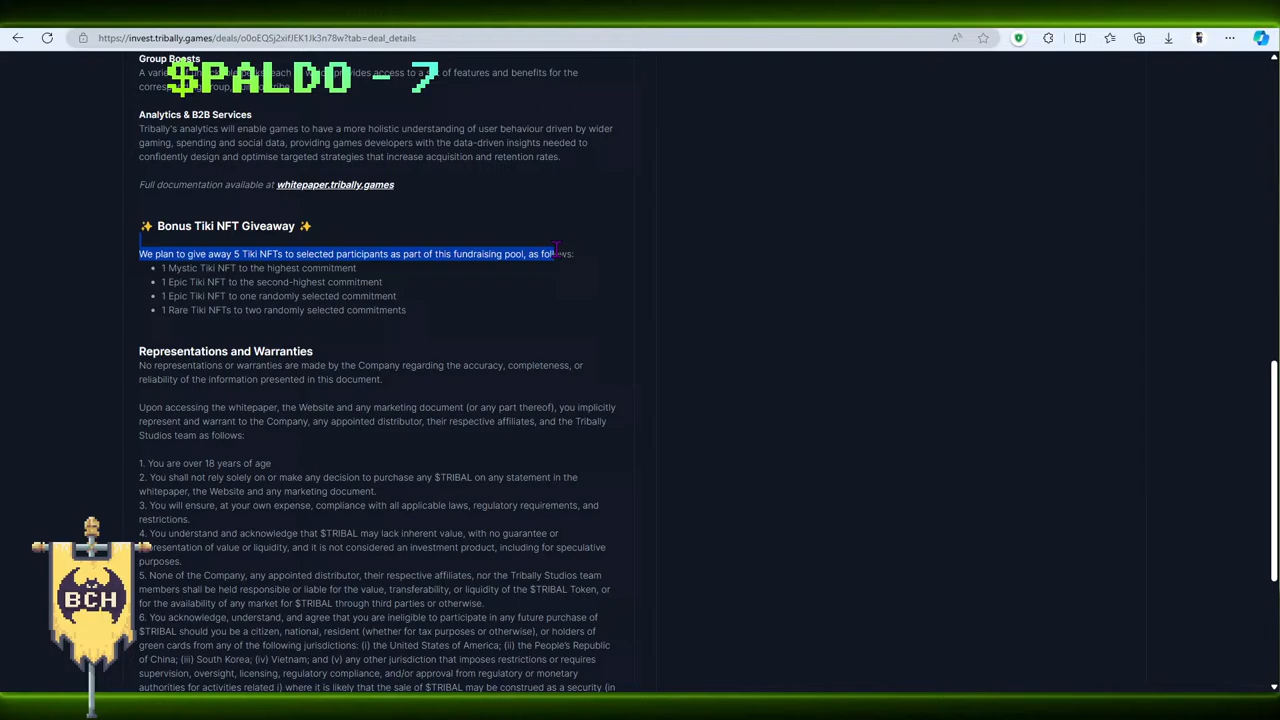 https://invest.tribally.games/deals/o0oEQSj2xifJEK1Jk3n78w?tab=deal_details
Group Boosts
$PALDO - 7
A variety of each provides access to a set of features and benefits for the
Analytics & B2B Services
Tribally's analytics will enable games to have a more holistic understanding of user behaviour driven by wider
gaming, spending and social data, providing games developers with the data-driven insights needed to
confidently design and optimise targeted strategies that increase acquisition and retention rates.
Full documentation available at whitepaper.tribally.games
✨ Bonus Tiki NFT Giveaway ✨
We plan to give away 5 Tiki NFTs to selected participants as part of this fundraising pool, as follows:
• 1 Mystic Tiki NFT to the highest commitment
• 1 Epic Tiki NFT to the second-highest commitment
• 1 Epic Tiki NFT to one randomly selected commitment
• 1 Rare Tiki NFTs to two randomly selected commitments
Representations and Warranties
No representations or warranties are made by the Company regarding the accuracy, completeness, or
reliability of the information presented in this document.
Upon accessing the whitepaper, the Website and any marketing document (or any part thereof), you implicitly
represent and warrant to the Company, any appointed distributor, their respective affiliates, and the Tribally
Studios team as follows:
1. You are over 18 years of age
2. You shall not rely solely on or make any decision to purchase any $TRIBAL on any statement in the
whitepaper, the Website and any marketing document.
3. You will ensure, at your own expense, compliance with all applicable laws, regulatory requirements, and
restrictions.
4. You understand and acknowledge that $TRIBAL may lack inherent value, with no guarantee or
representation of value or liquidity, and it is not considered an investment product, including for speculative
purposes.
5. None of the Company, any appointed distributor, their respective affiliates, nor the Tribally Studios team
members shall be held responsible or liable for the value, transferability, or liquidity of the $TRIBAL Token, or
for the availability of any market for $TRIBAL through third parties or otherwise.
6. You acknowledge, understand, and agree that you are ineligible to participate in any future purchase of
$TRIBAL should you be a citizen, national, resident (whether for tax purposes or otherwise), or holders of
green cards from any of the following jurisdictions: (i) the United States of America; (ii) the People's Republic
of China; (iii) South Korea; (iv) Vietnam; and (v) any other jurisdiction that imposes restrictions or requires
supervision, oversight, licensing, regulatory compliance, and/or approval from regulatory or monetary
authorities for activities related i) where it is likely that the sale of $TRIBAL may be construed as a security (in
BCH